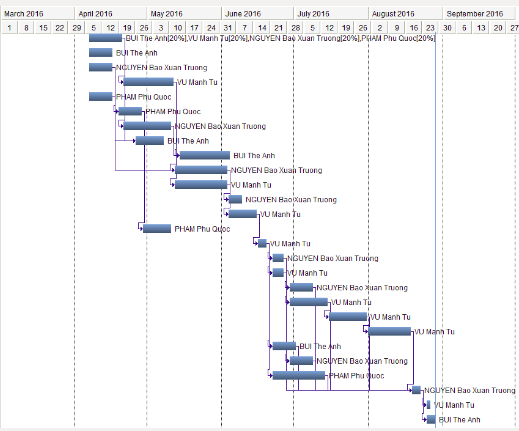 March 2016 April 2016 May 2016 June 2016 July 2016 August 2016 September 2016
1 8 15 22 29 5 12 19 26 3 10 17 24 31 7 14 21 28 5 12 19 26 2 9 16 23 30 6 13 20 27
BUI The Anh[20%],VU Manh Tu[20%],NGUYEN Bao Xuan Truong[20%],PHAM Phu Quoc[20%]
BUI The Anh
NGUYEN Bao Xuan Truong
VU Manh Tu
PHAM Phu Quoc
PHAM Phu Quoc
NGUYEN Bao Xuan Truong
BUI The Anh
BUI The Anh
NGUYEN Bao Xuan Truong
VU Manh Tu
NGUYEN Bao Xuan Truong
VU Manh Tu
PHAM Phu Quoc
VU Manh Tu
NGUYEN Bao Xuan Truong
VU Manh Tu
NGUYEN Bao Xuan Truong
VU Manh Tu
VU Manh Tu
VU Manh Tu
BUI The Anh
NGUYEN Bao Xuan Truong
PHAM Phu Quoc
NGUYEN Bao Xuan Truong
VU Manh Tu
BUI The Anh